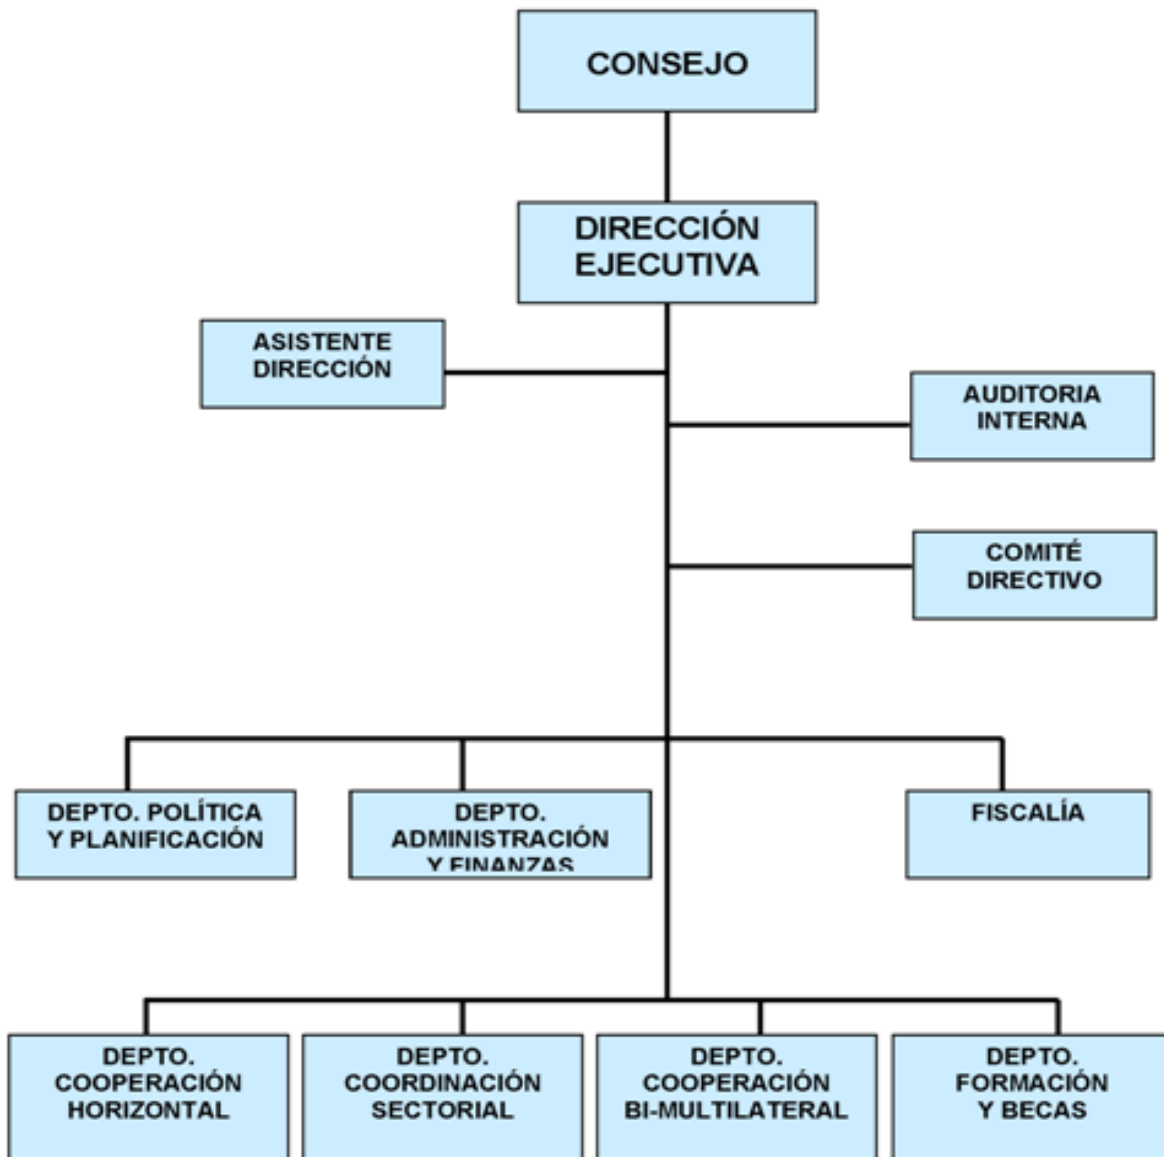 CONSEJO
DIRECCIÓN
EJECUTIVA
ASISTENTE
DIRECCIÓN
AUDITORIA
INTERNA
COMITÉ
DIRECTIVO
DEPTO. POLÍTICA
Y PLANIFICACIÓN
DEPTO.
ADMINISTRACIÓN
Y FINANZAS
FISCALÍA
DEPTO.
COOPERACIÓN
HORIZONTAL
DEPTO.
COORDINACIÓN
SECTORIAL
DEPTO.
COOPERACIÓN
BI-MULTILATERAL
DEPTO.
FORMACIÓN
Y BECAS